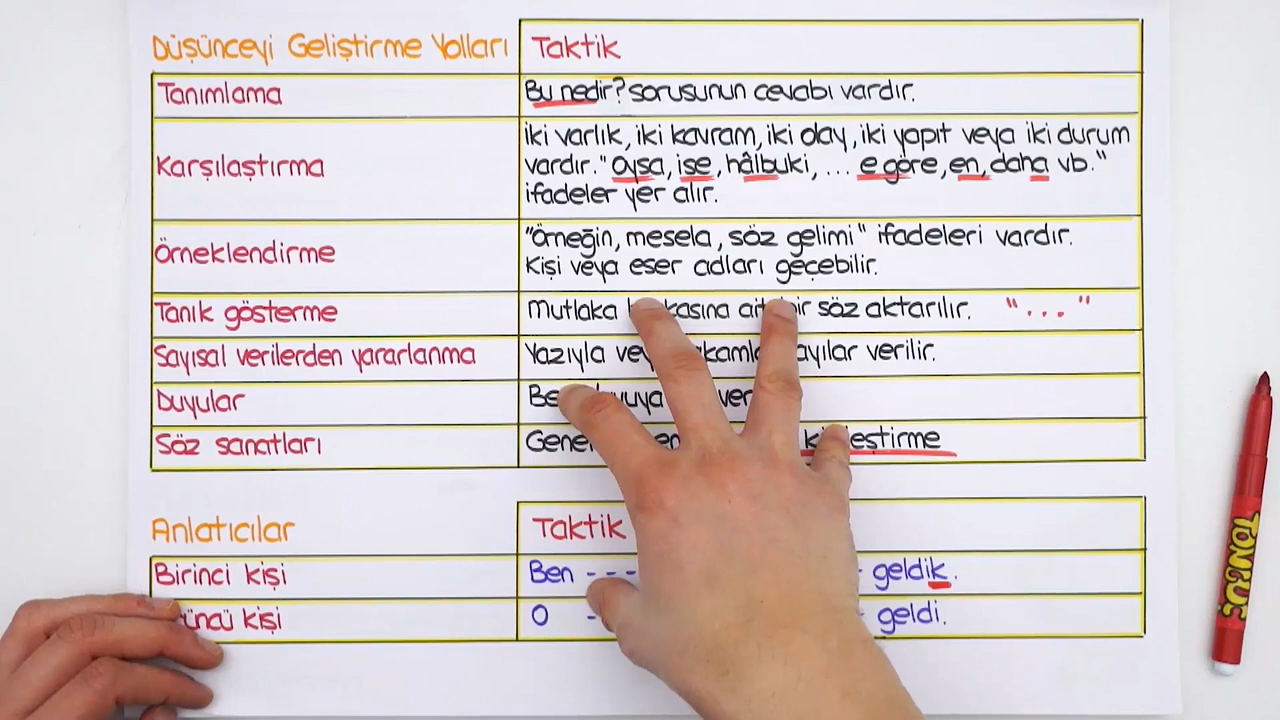 Düşünceyi Geliştirme Yolları
Taktik
Tanımlama
Bu nedir? sorusunun cevabı vardır.
Karşılaştırma
İki varlık, iki kavram, iki olay, iki yapıt veya iki durum
vardır. "Oysa, ise, hâlbuki, ... e göre, en, daha vb."
ifadeler yer alır.
Örneklendirme
"Örneğin, mesela, söz gelimi" ifadeleri vardır.
Kişi veya eser adları geçebilir.
Tanık gösterme
Mutlaka ait bir söz aktarılır. "..."
Sayısal verilerden yararlanma
Yazıyla verilir.
Duyular
Söz sanatları
Anlatıcılar
Taktik
Birinci kişi
Ben - - - - geldik.
kişi
O - - geldi.
TONGUÇ